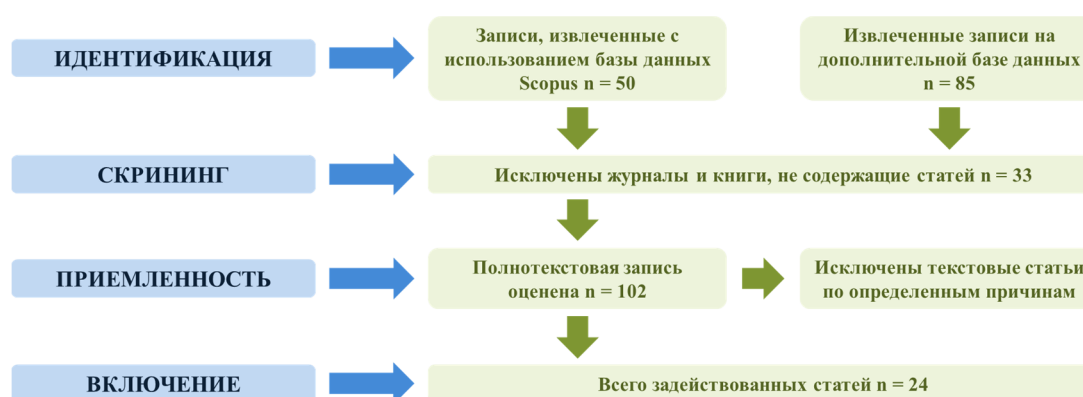 ИДЕНТИФИКАЦИЯ
Записи, извлеченные с
использованием базы данных
Scopus n = 50
Извлеченные записи на
дополнительной базе данных
n = 85
СКРИНИНГ
Исключены журналы и книги, не содержащие статей n = 33
ПРИЕМЛЕННОСТЬ
Полнотекстовая запись
оценена n = 102
Исключены текстовые статьи
по определенным причинам
ВКЛЮЧЕНИЕ
Всего задействованных статей n = 24